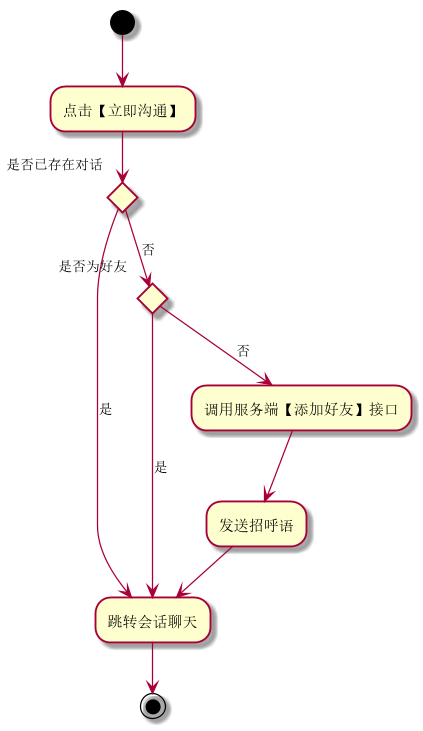 点击【立即沟通】
是否已存在对话
否
是否为好友
否
调用服务端【添加好友】接口
是
是
发送招呼语
跳转会话聊天